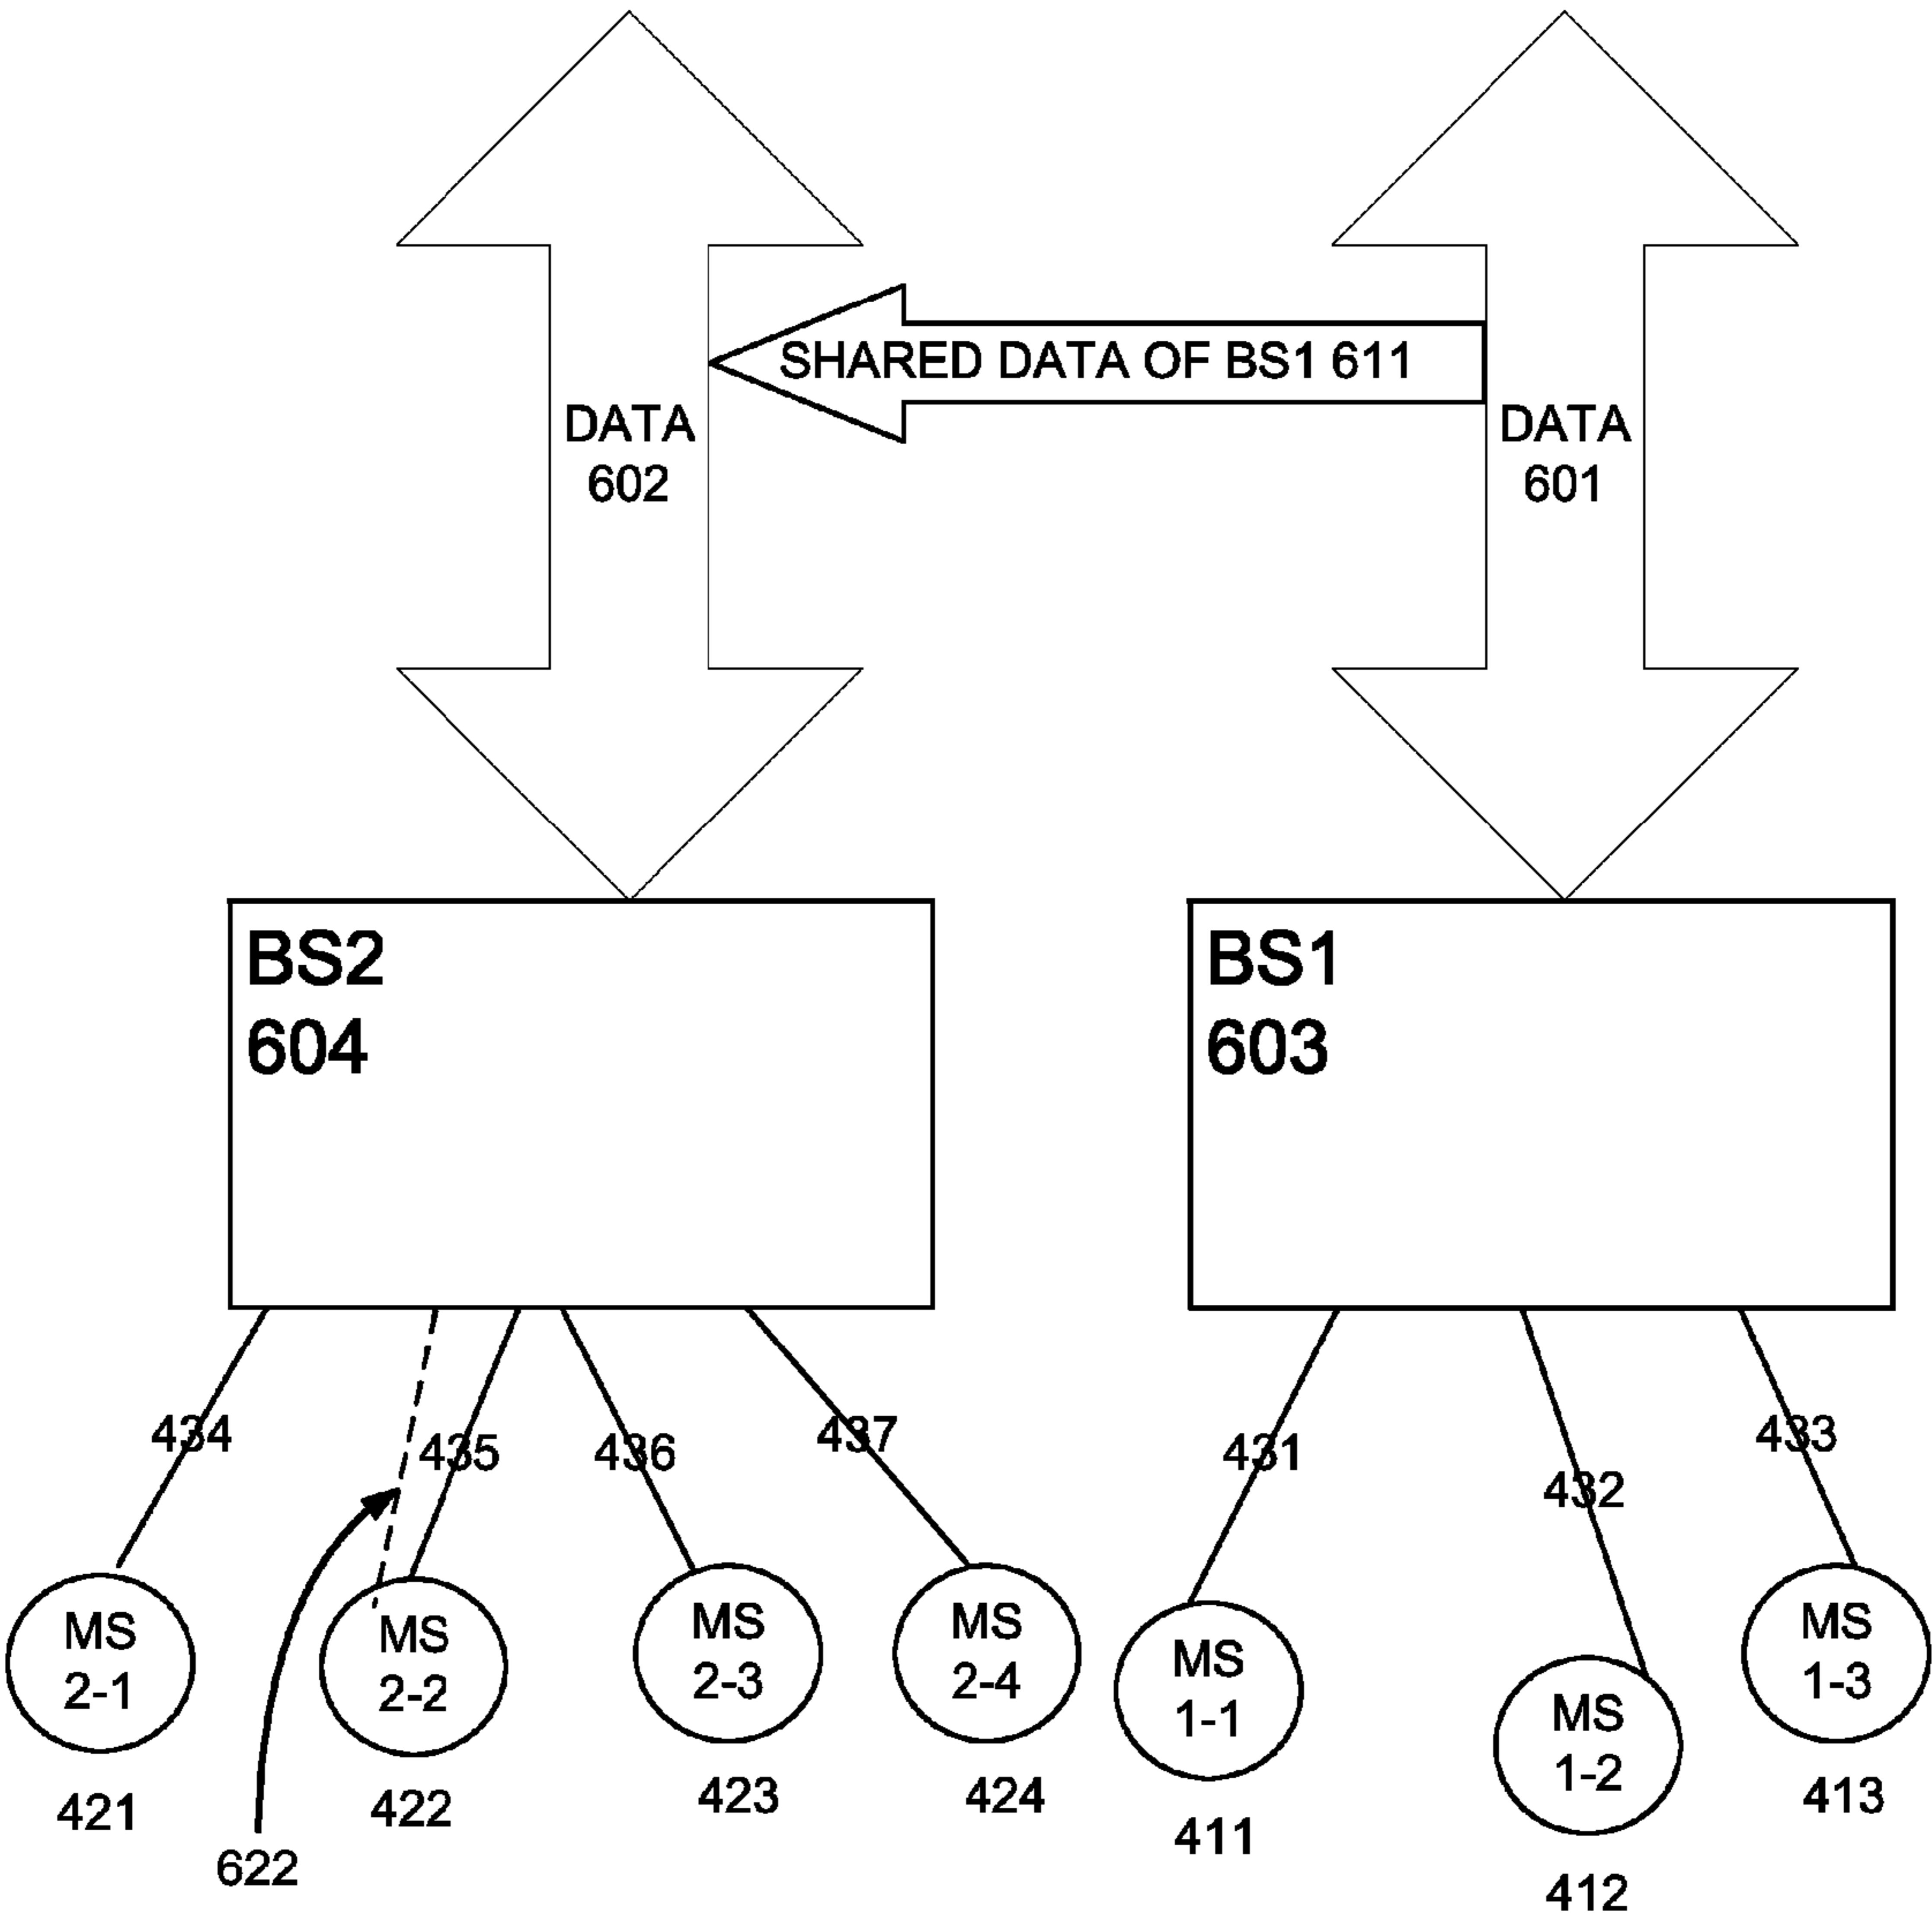 SHARED DATA OF BS1 611
DATA
602
DATA
601
BS2
604
BS1
603
434
435
436
437
431
432
433
MS
2-1
MS
2-2
MS
2-3
MS
2-4
MS
1-1
MS
1-2
MS
1-3
421
422
423
424
411
412
413
622